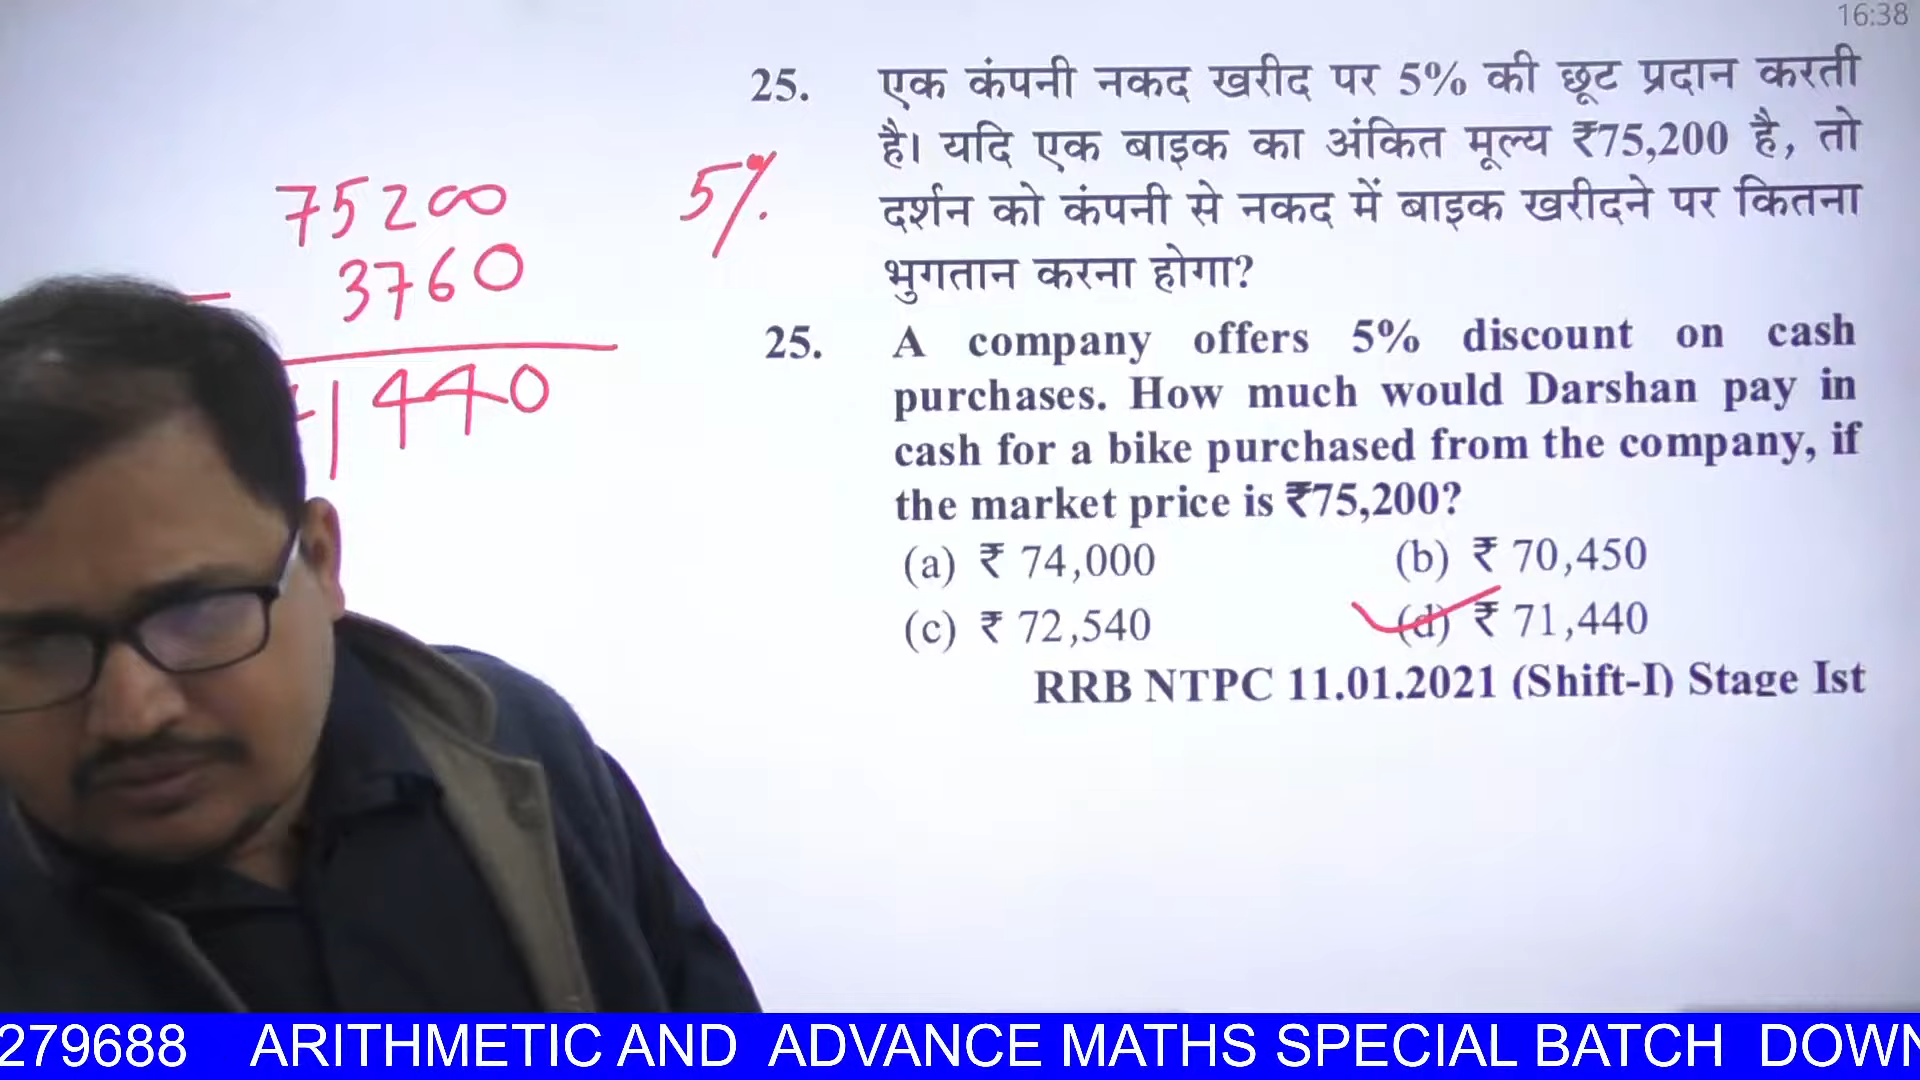 16:38
25. एक कंपनी नकद खरीद पर 5% की छूट प्रदान करती
है। यदि एक बाइक का अंकित मूल्य ₹75,200 है, तो
दर्शन को कंपनी से नकद में बाइक खरीदने पर कितना
भुगतान करना होगा?
25. A company offers 5% discount on cash
purchases. How much would Darshan pay in
cash for a bike purchased from the company, if
the market price is ₹75,200?
(a) ₹ 74,000 (b) ₹ 70,450
(c) ₹ 72,540 (d) ₹ 71,440
RRB NTPC 11.01.2021 (Shift-I) Stage Ist
5%
75200
3760
1440
279688 ARITHMETIC AND ADVANCE MATHS SPECIAL BATCH DOWN